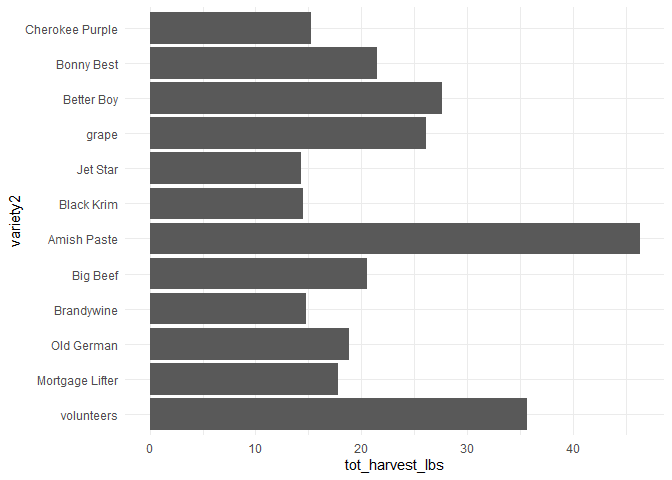 Cherokee Purple
Bonny Best
Better Boy
grape
Jet Star
Black Krim
Amish Paste
Big Beef
Brandywine
Old German
Mortgage Lifter
volunteers
variety2
0 10 20 30 40
tot_harvest_lbs